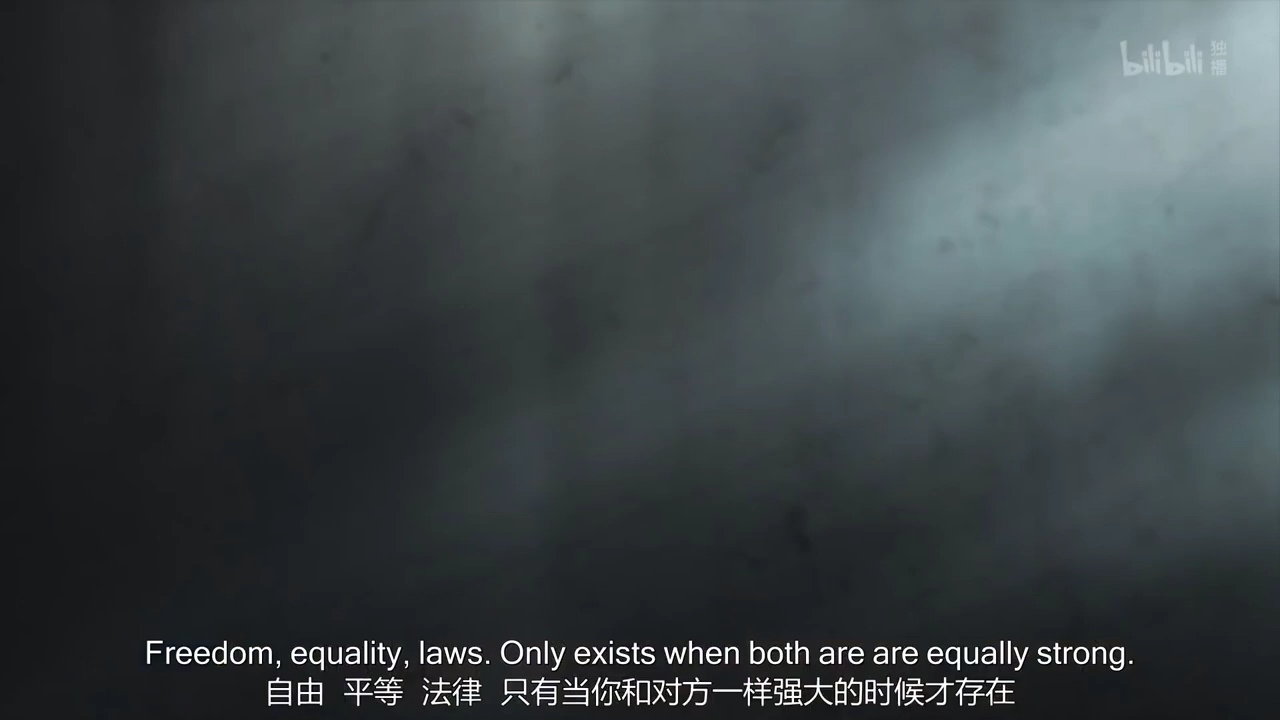 bilibili 独播
Freedom, equality, laws. Only exists when both are are equally strong.
自由 平等 法律 只有当你和对方一样强大的时候才存在